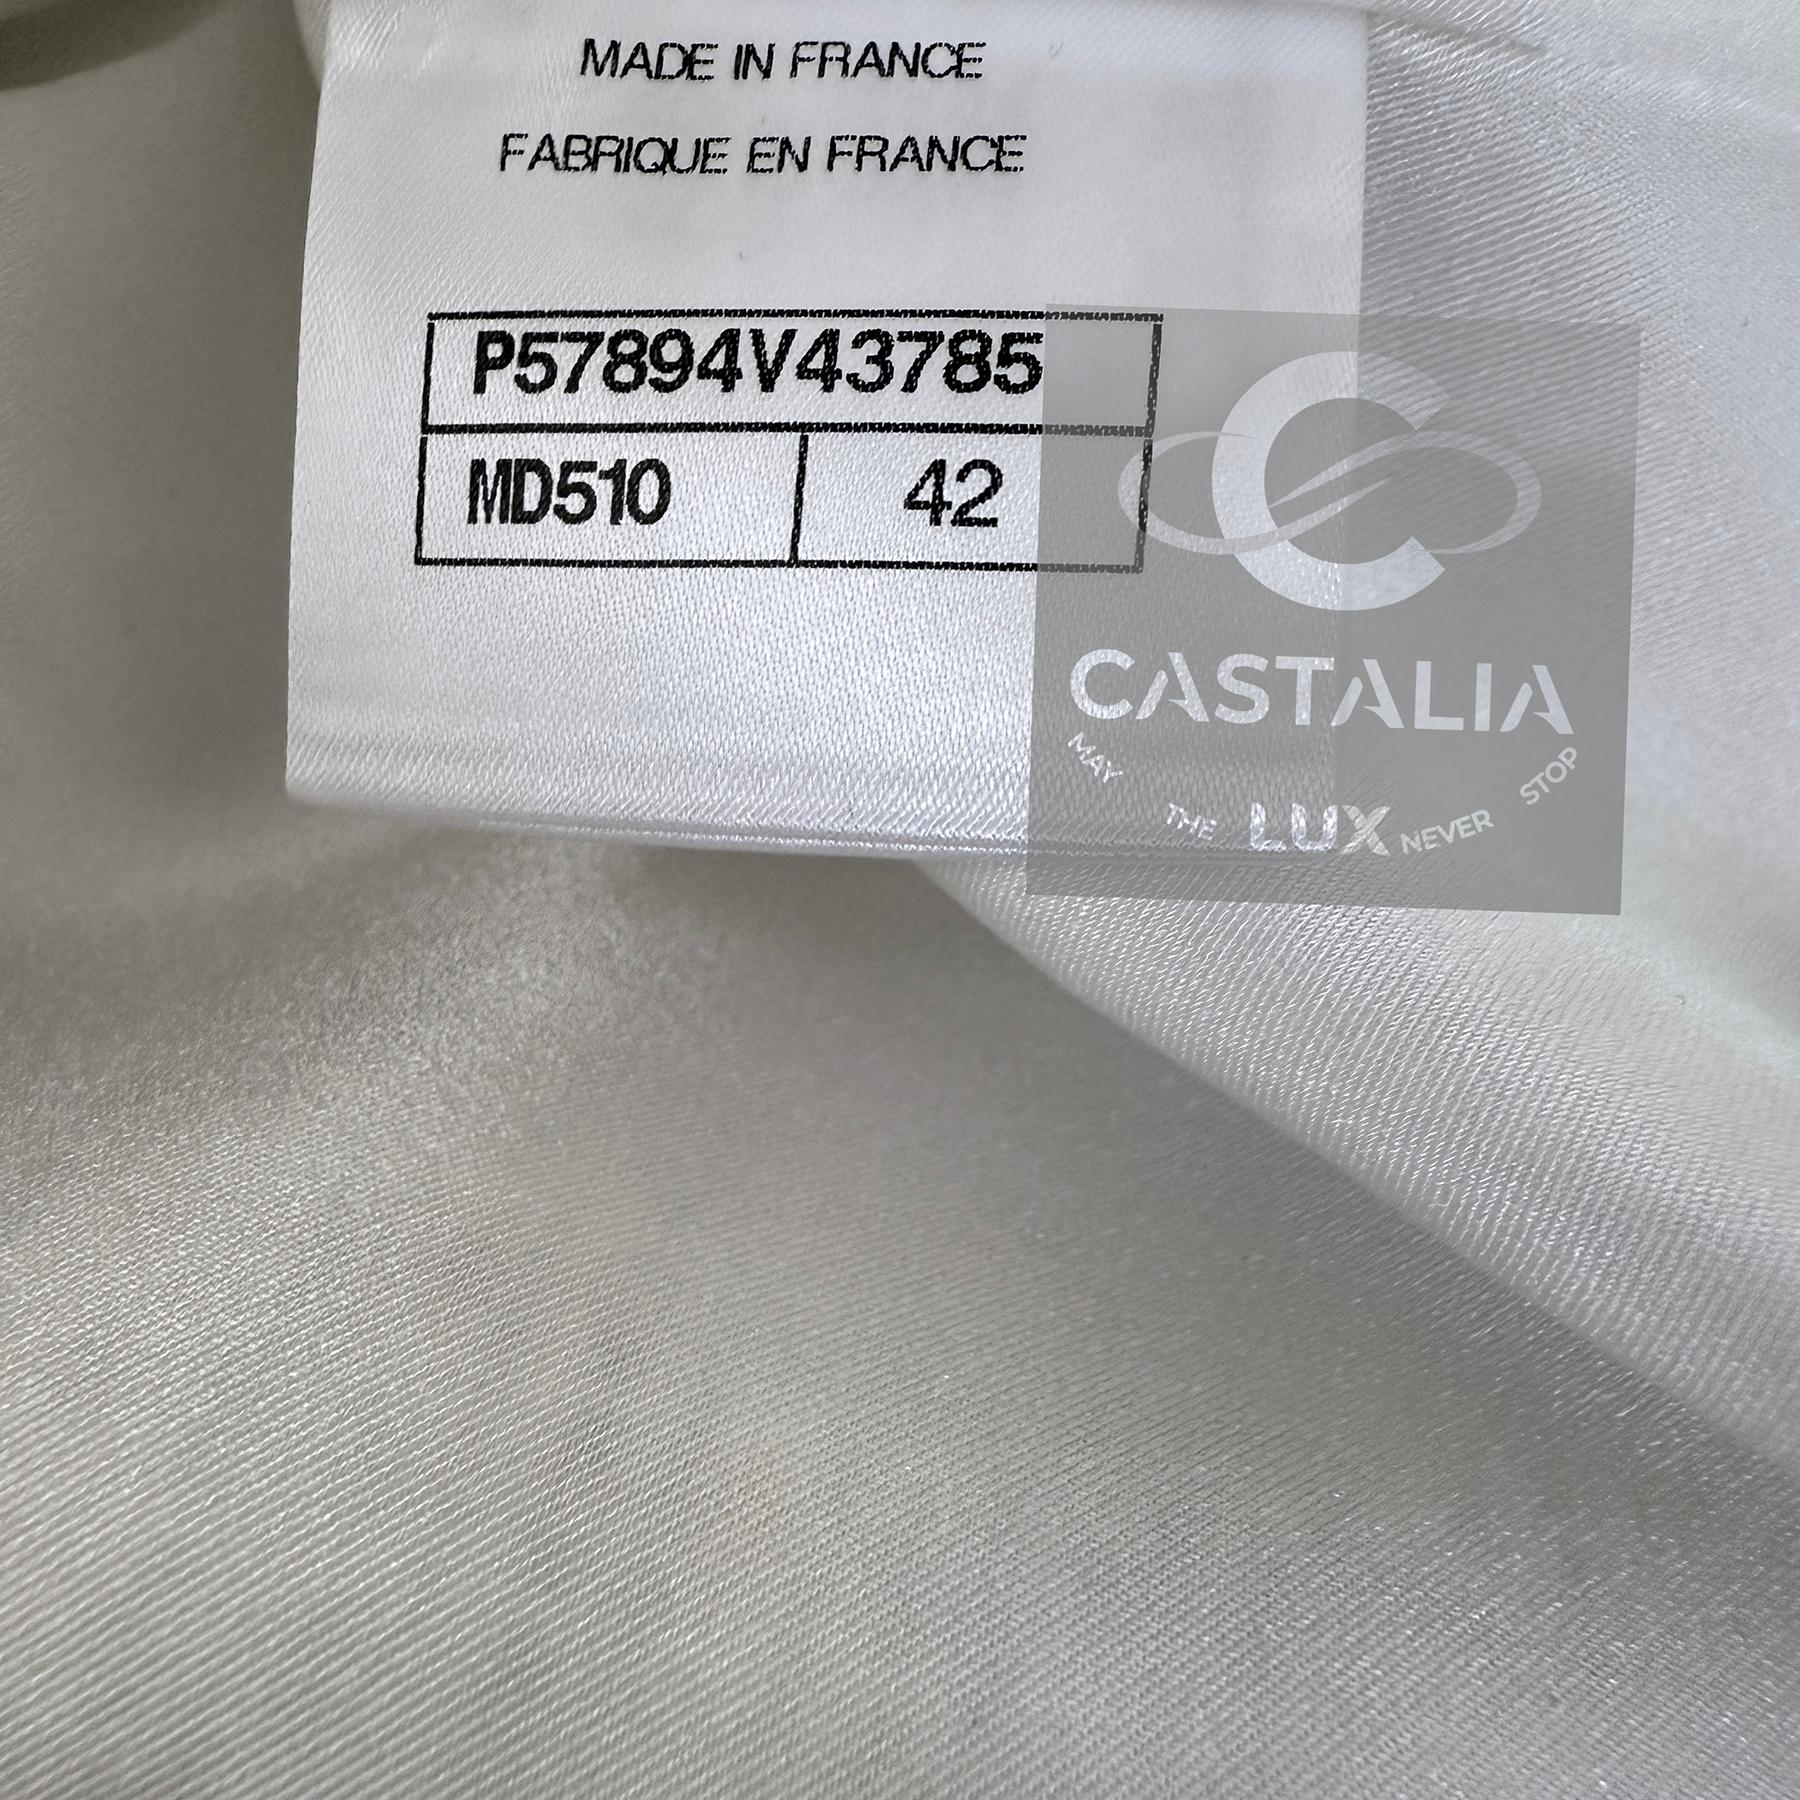 MADE IN FRANCE
FABRIQUE EN FRANCE
P57894V43785
MD510 42
CASTALIA
MAY THE LUX NEVER STOP